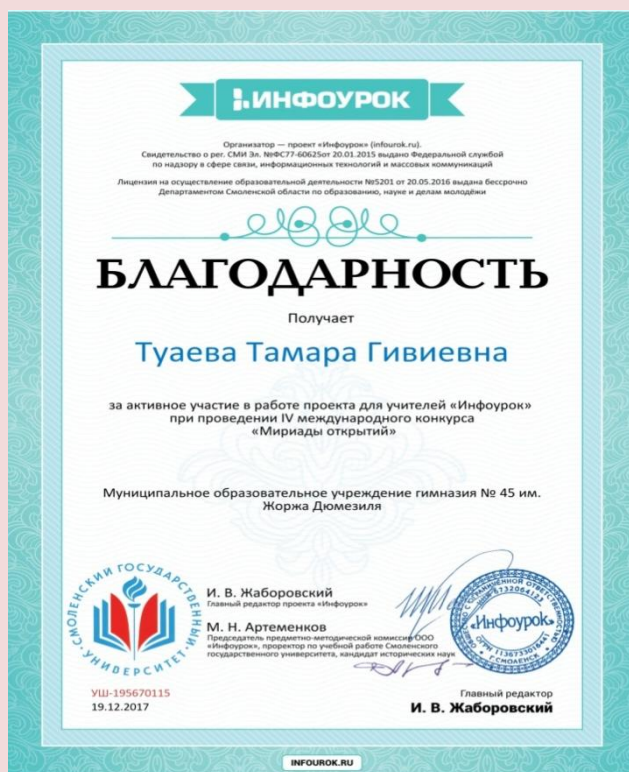 ИНФОУРОК
Организатор — проект «Инфоурок» (infourok.ru).
Свидетельство о рег. СМИ Эл. №ФС77-60625от 20.01.2015 выдано Федеральной службой
по надзору в сфере связи, информационных технологий и массовых коммуникаций
Лицензия на осуществление образовательной деятельности №5201 от 20.05.2016 выдана бессрочно
Департаментом Смоленской области по образованию, науке и делам молодёжи
БЛАГОДАРНОСТЬ
Получает
Туаева Тамара Гивиевна
за активное участие в работе проекта для учителей «Инфоурок»
при проведении IV международного конкурса
«Мириады открытий»
Муниципальное образовательное учреждение гимназия № 45 им.
Жоржа Дюмезиля
СМОЛЕНСКИЙ ГОСУДАРСТВЕННЫЙ УНИВЕРСИТЕТ
И. В. Жаборовский
Главный редактор проекта «Инфоурок»
М. Н. Артеменков
Председатель предметно-методической комиссии ООО
«Инфоурок», проректор по учебной работе Смоленского
государственного университета, кандидат исторических наук
ОБЩЕСТВО С ОГРАНИЧЕННОЙ ОТВЕТСТВЕННОСТЬЮ
«Инфоурок»
Г.СМОЛЕНСК
УШ-195670115
19.12.2017
Главный редактор
И. В. Жаборовский
INFOUROK.RU